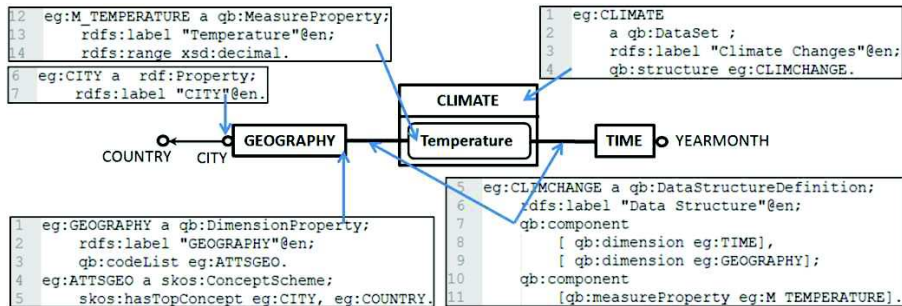 12 eg:M_TEMPERATURE a qb:MeasureProperty;
13 rdfs:label "Temperature"@en;
14 rdfs:range xsd:decimal.
1 eg:CLIMATE
2 a qb:DataSet ;
3 rdfs:label "Climate Changes"@en;
4 qb:structure eg:CLIMCHANGE.
6 eg:CITY a rdf:Property;
7 rdfs:label "CITY"@en.
CLIMATE
COUNTRY
CITY
GEOGRAPHY
Temperature
TIME
YEARMONTH
1 eg:GEOGRAPHY a qb:DimensionProperty;
2 rdfs:label "GEOGRAPHY"@en;
3 qb:codeList eg:ATTSGEO.
4 eg:ATTSGEO a skos:ConceptScheme;
5 skos:hasTopConcept eg:CITY, eg:COUNTRY.
5 eg:CLIMCHANGE a qb:DataStructureDefinition;
6 rdfs:label "Data Structure"@en;
7 qb:component
8 [ qb:dimension eg:TIME],
9 [ qb:dimension eg:GEOGRAPHY];
10 qb:component
11 [qb:measureProperty eg:M_TEMPERATURE].